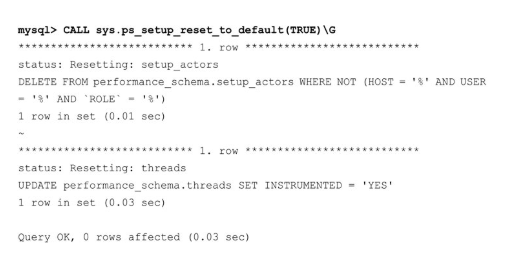 mysql> CALL sys.ps_setup_reset_to_default(TRUE)\G
*************************** 1. row ***************************
status: Resetting: setup_actors
DELETE FROM performance_schema.setup_actors WHERE NOT (HOST = '%' AND USER
= '%' AND `ROLE` = '%')
1 row in set (0.01 sec)
~
*************************** 1. row ***************************
status: Resetting: threads
UPDATE performance_schema.threads SET INSTRUMENTED = 'YES'
1 row in set (0.03 sec)
Query OK, 0 rows affected (0.03 sec)